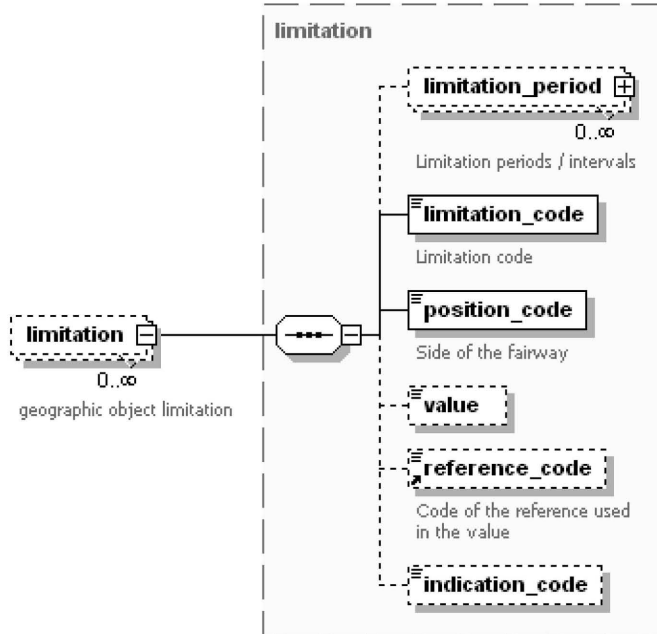 limitation
limitation_period
0..∞
Limitation periods / intervals
limitation_code
Limitation code
position_code
Side of the fairway
limitation
0..∞
geographic object limitation
value
reference_code
Code of the reference used
in the value
indication_code